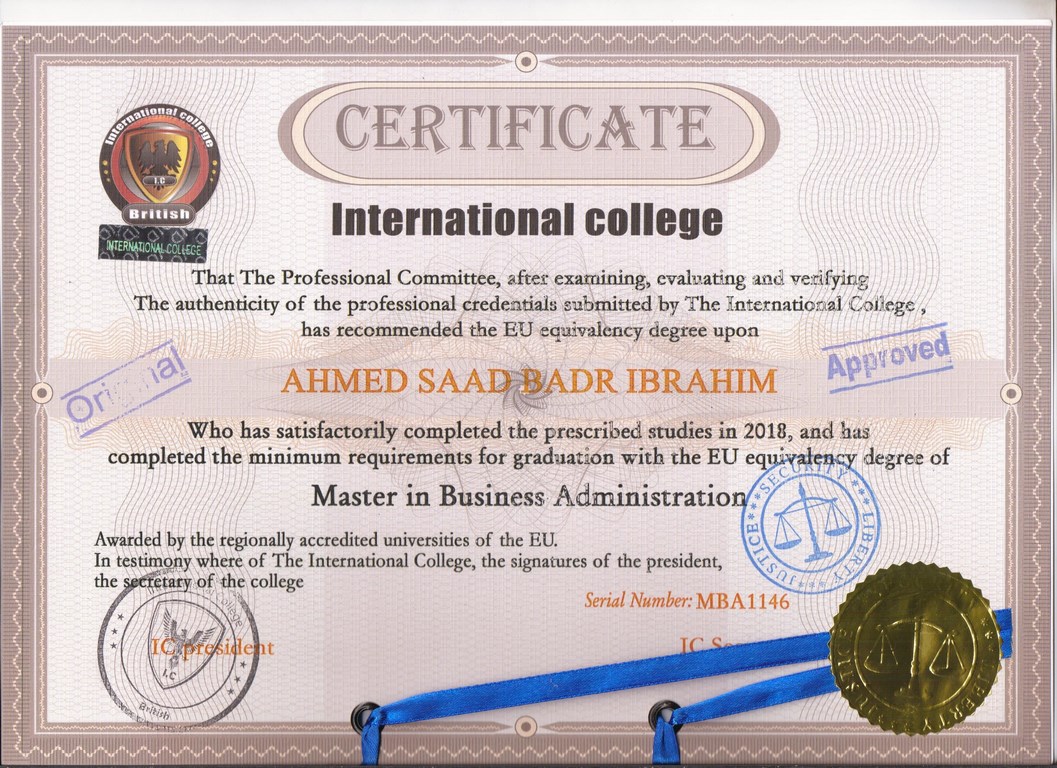 CERTIFICATE
International college
I.C
British
INTERNATIONAL COLLEGE
International college
That The Professional Committee, after examining, evaluating and verifying
The authenticity of the professional credentials submitted by The International College ,
has recommended the EU equivalency degree upon
Original
Approved
AHMED SAAD BADR IBRAHIM
Who has satisfactorily completed the prescribed studies in 2018, and has
completed the minimum requirements for graduation with the EU equivalency degree of
Master in Business Administration
SECURITY
LIBERTY
JUSTICE
Awarded by the regionally accredited universities of the EU.
In testimony where of The International College, the signatures of the president,
the secretary of the college
Serial Number: MBA1146
IC president
IC
I.C
British
LIBERTY
JUSTICE